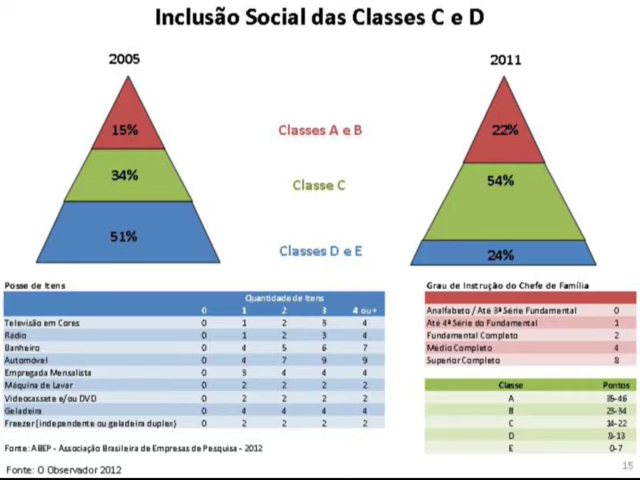 Inclusão Social das Classes C e D
2005
2011
15%
Classes A e B
22%
34%
Classe C
54%
51%
Classes D e E
24%
Posse de Itens
Quantidade de Itens
0 1 2 3 4 ou+
Televisão em Cores 0 1 2 3 4
Rádio 0 1 2 3 4
Banheiro 0 4 5 6 7
Automóvel 0 4 7 9 9
Empregada Mensalista 0 3 4 4 4
Máquina de Lavar 0 2 2 2 2
Videocassete e/ou DVD 0 2 2 2 2
Geladeira 0 4 4 4 4
Freezer (independente ou geladeira duplex) 0 2 2 2 2
Fonte: ABEP - Associação Brasileira de Empresas de Pesquisa - 2012
Fonte: O Observador 2012
Grau de Instrução do Chefe de Família
Analfabeto / Até 3ª Série Fundamental 0
Até 4ª Série do Fundamental 1
Fundamental Completo 2
Médio Completo 4
Superior Completo 8
Classe Pontos
A 35-46
B 23-34
C 14-22
D 8-13
E 0-7
15